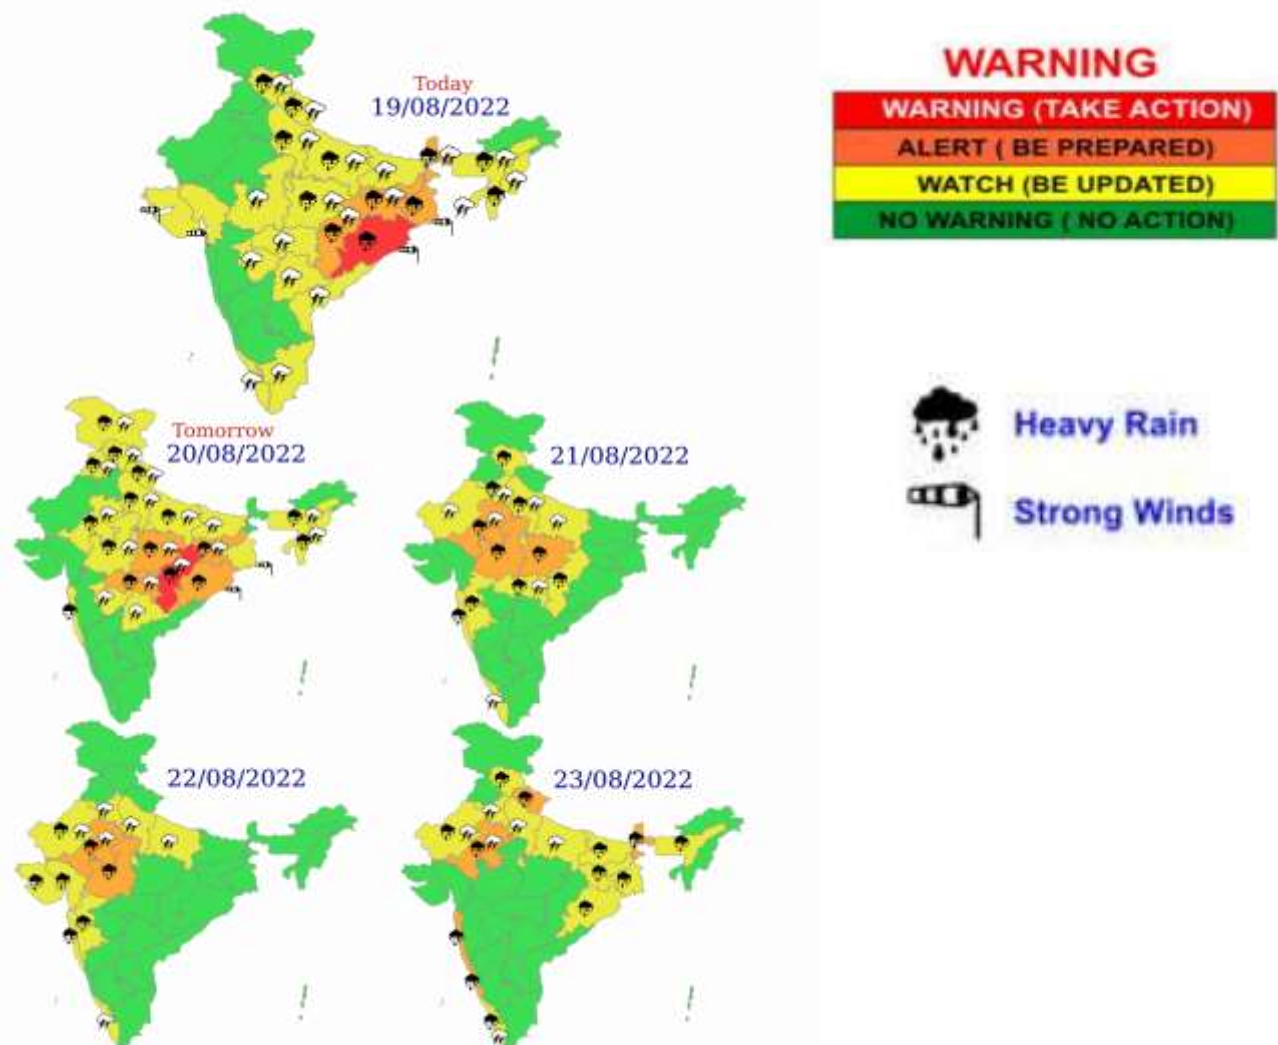 Today
19/08/2022
WARNING
WARNING (TAKE ACTION)
ALERT ( BE PREPARED)
WATCH (BE UPDATED)
NO WARNING ( NO ACTION)
Heavy Rain
Strong Winds
Tomorrow
20/08/2022
21/08/2022
22/08/2022
23/08/2022